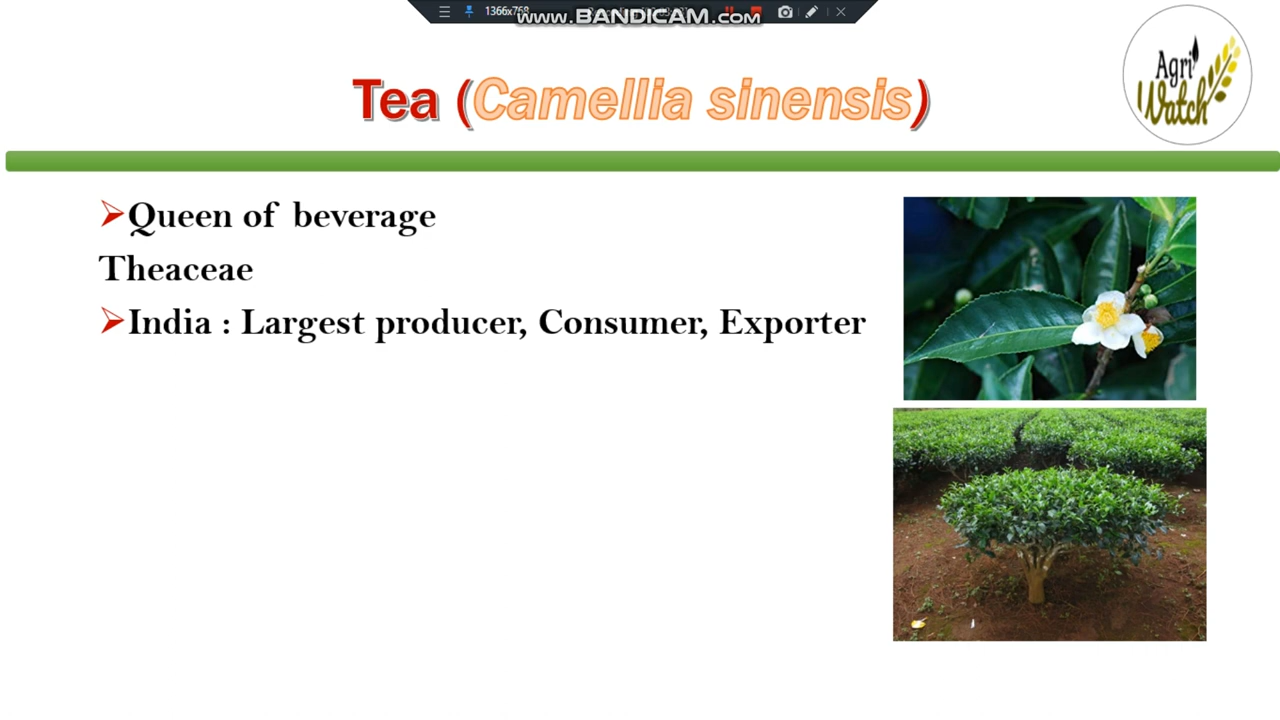 1366x768
www.BANDICAM.com
Tea (Camellia sinensis)
Agri
Watch
Queen of beverage
Theaceae
India : Largest producer, Consumer, Exporter